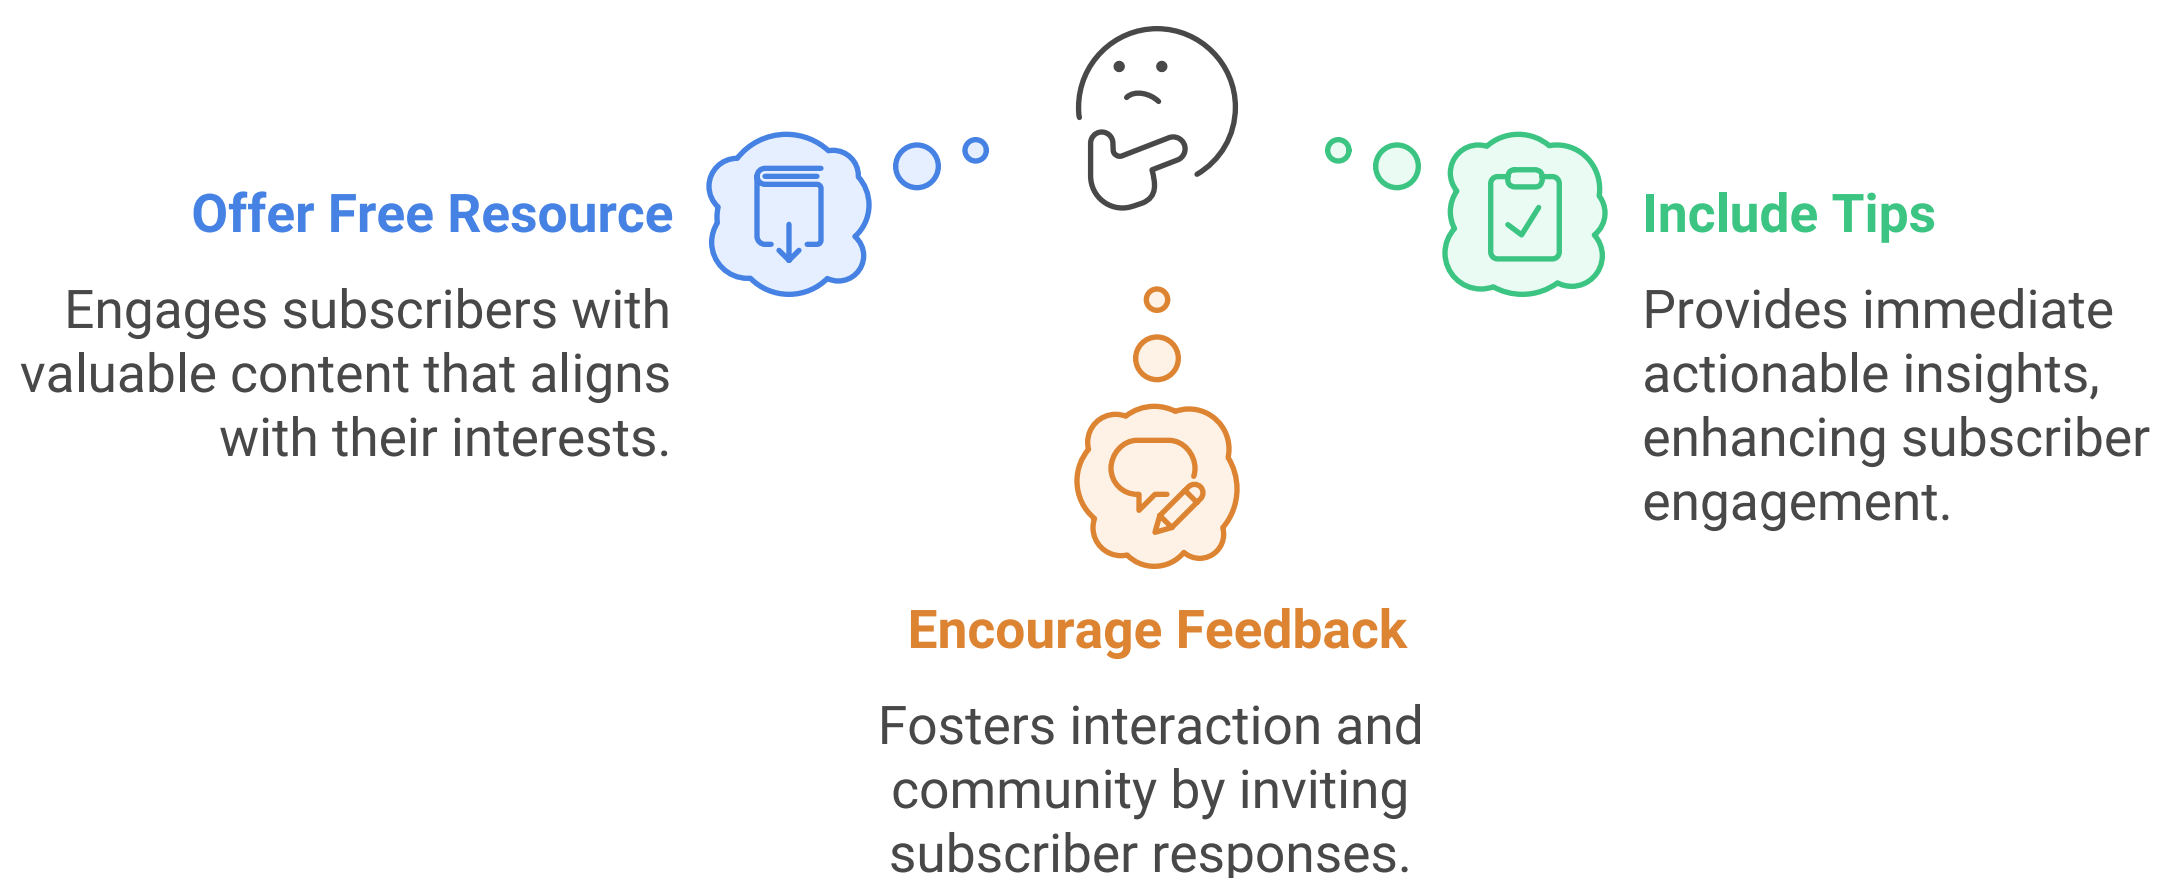 Offer Free Resource
Engages subscribers with
valuable content that aligns
with their interests.
Include Tips
Provides immediate
actionable insights,
enhancing subscriber
engagement.
Encourage Feedback
Fosters interaction and
community by inviting
subscriber responses.